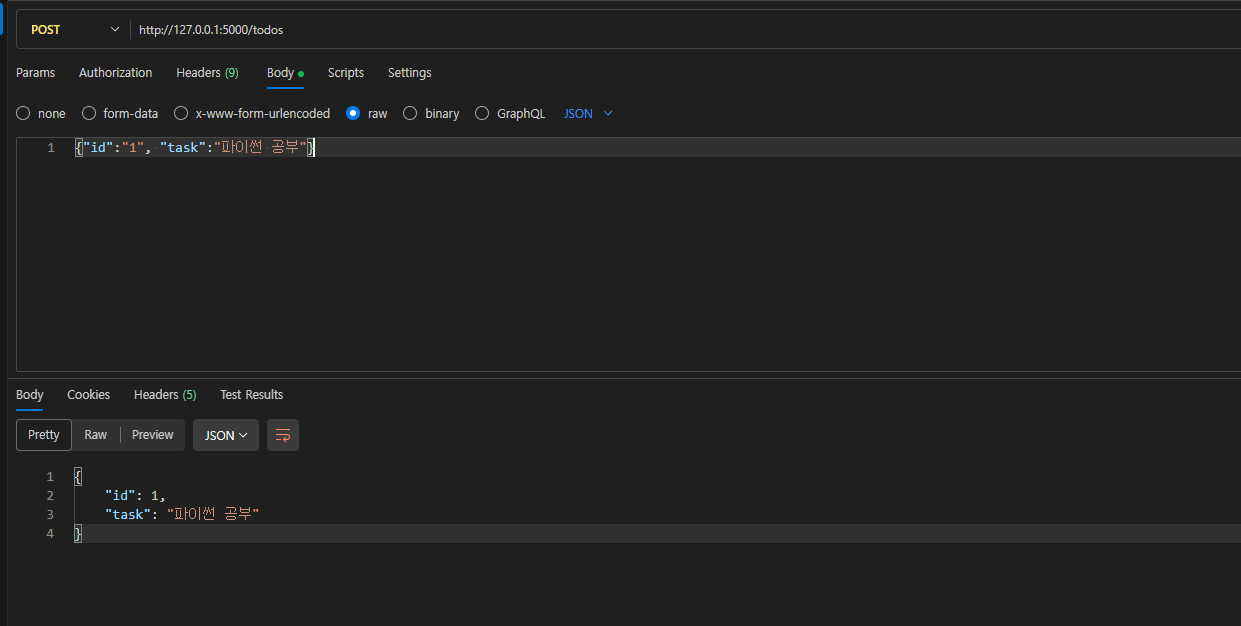 POST http://127.0.0.1:5000/todos
Params Authorization Headers (9) Body Scripts Settings
none form-data x-www-form-urlencoded raw binary GraphQL JSON
1 {"id":"1", "task":"파이썬 공부"}
Body Cookies Headers (5) Test Results
Pretty Raw Preview JSON
1 {
2 "id": 1,
3 "task": "파이썬 공부"
4 }